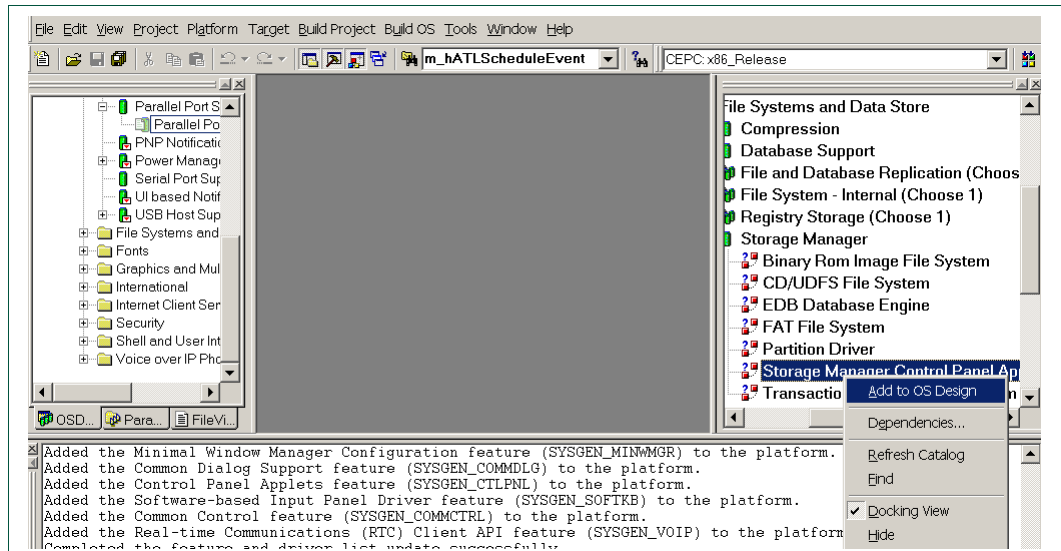 File Edit View Project Platform Target Build Project Build OS Tools Window Help
m_hATLScheduleEvent CEPC: x86_Release
Parallel Port S
Parallel Po
PNP Notificatio
Power Manag
Serial Port Sup
UI based Notif
USB Host Sup
File Systems and
Fonts
Graphics and Mul
International
Internet Client Ser
Security
Shell and User Int
Voice over IP Pho
OSD... Para... FileVi...
File Systems and Data Store
Compression
Database Support
File and Database Replication (Choos
File System - Internal (Choose 1)
Registry Storage (Choose 1)
Storage Manager
Binary Rom Image File System
CD/UDFS File System
EDB Database Engine
FAT File System
Partition Driver
Storage Manager Control Panel Ap
Transactio
Add to OS Design
Dependencies...
Refresh Catalog
Find
Docking View
Hide
Added the Minimal Window Manager Configuration feature (SYSGEN_MINWMGR) to the platform.
Added the Common Dialog Support feature (SYSGEN_COMMDLG) to the platform.
Added the Control Panel Applets feature (SYSGEN_CTLPNL) to the platform.
Added the Software-based Input Panel Driver feature (SYSGEN_SOFTKB) to the platform.
Added the Common Control feature (SYSGEN_COMMCTRL) to the platform.
Added the Real-time Communications (RTC) Client API feature (SYSGEN_VOIP) to the platform
Completed the feature and driver list update successfully